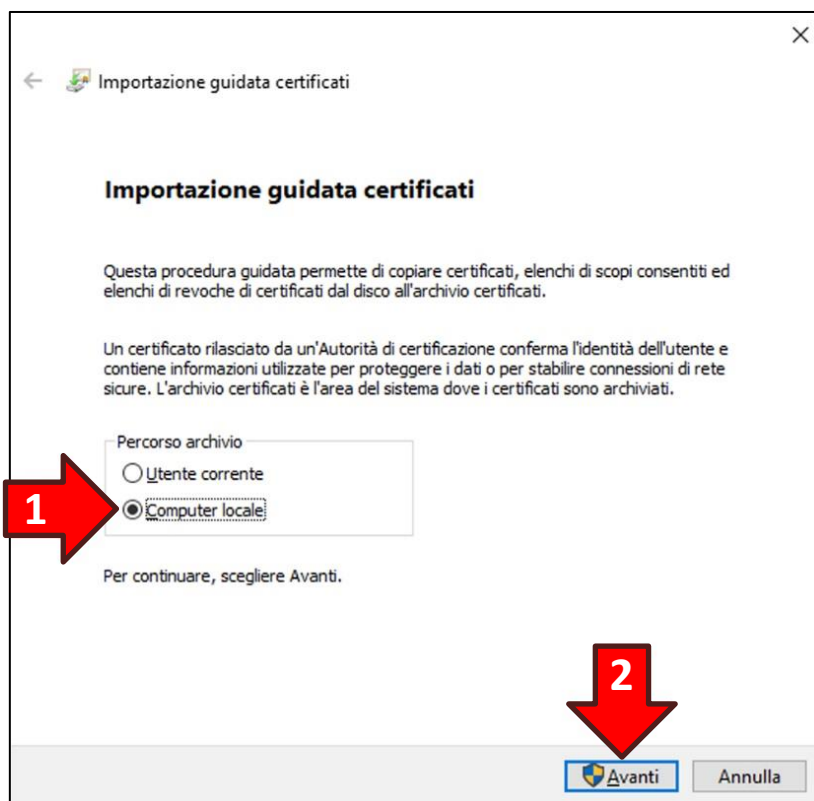 Importazione guidata certificati
Importazione guidata certificati
Questa procedura guidata permette di copiare certificati, elenchi di scopi consentiti ed
elenchi di revoche di certificati dal disco all'archivio certificati.
Un certificato rilasciato da un'Autorità di certificazione conferma l'identità dell'utente e
contiene informazioni utilizzate per proteggere i dati o per stabilire connessioni di rete
sicure. L'archivio certificati è l'area del sistema dove i certificati sono archiviati.
Percorso archivio
Utente corrente
1
Computer locale
Per continuare, scegliere Avanti.
2
Avanti
Annulla